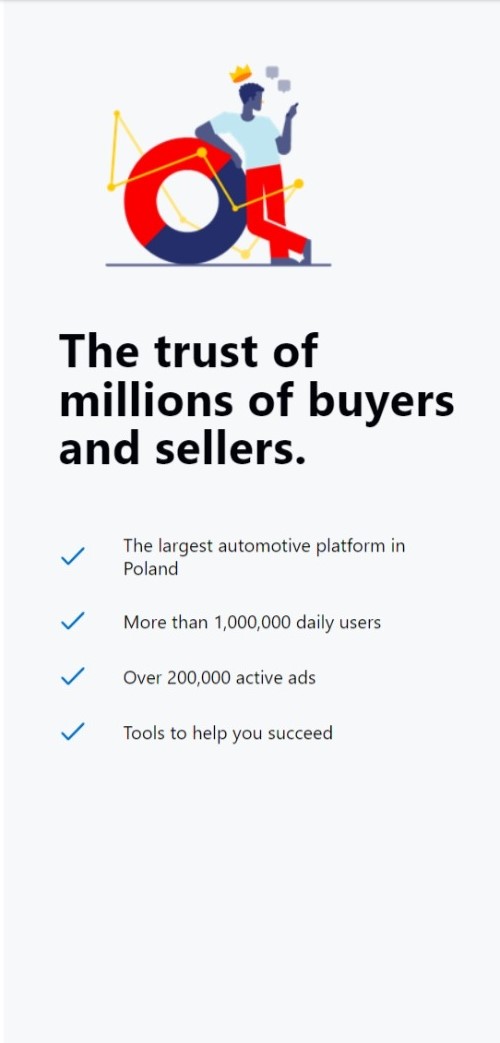 The trust of
millions of buyers
and sellers.
The largest automotive platform in
Poland
More than 1,000,000 daily users
Over 200,000 active ads
Tools to help you succeed